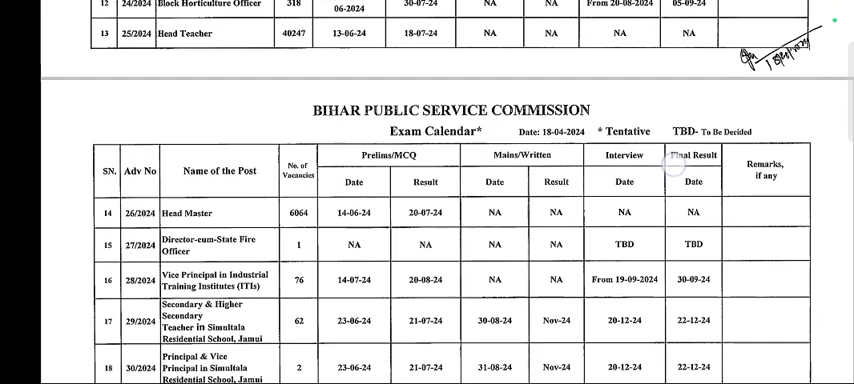 12 24/2024 Block Horticulture Officer 318 06-2024 30-07-24 NA NA From 20-08-2024 05-09-24
13 25/2024 Head Teacher 40247 13-06-24 18-07-24 NA NA NA NA
BIHAR PUBLIC SERVICE COMMISSION
Exam Calendar* Date: 18-04-2024 * Tentative TBD- To Be Decided
SN. Adv No Name of the Post No. of Vacancies Prelims/MCQ Mains/Written Interview Final Result Remarks, if any
Date Result Date Result Date Date
14 26/2024 Head Master 6064 14-06-24 20-07-24 NA NA NA NA
15 27/2024 Director-cum-State Fire Officer 1 NA NA NA NA TBD TBD
16 28/2024 Vice Principal in Industrial Training Institutes (ITIs) 76 14-07-24 20-08-24 NA NA From 19-09-2024 30-09-24
17 29/2024 Secondary & Higher Secondary Teacher in Simultala Residential School, Jamui 62 23-06-24 21-07-24 30-08-24 Nov-24 20-12-24 22-12-24
18 30/2024 Principal & Vice Principal in Simultala Residential School, Jamui 2 23-06-24 21-07-24 31-08-24 Nov-24 20-12-24 22-12-24